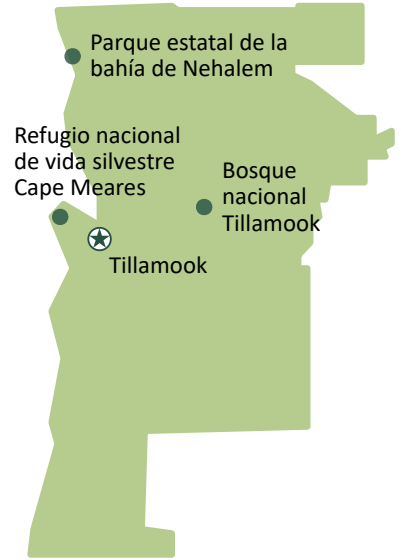 Parque estatal de la
bahía de Nehalem
Refugio nacional
de vida silvestre
Cape Meares
Bosque
nacional
Tillamook
Tillamook